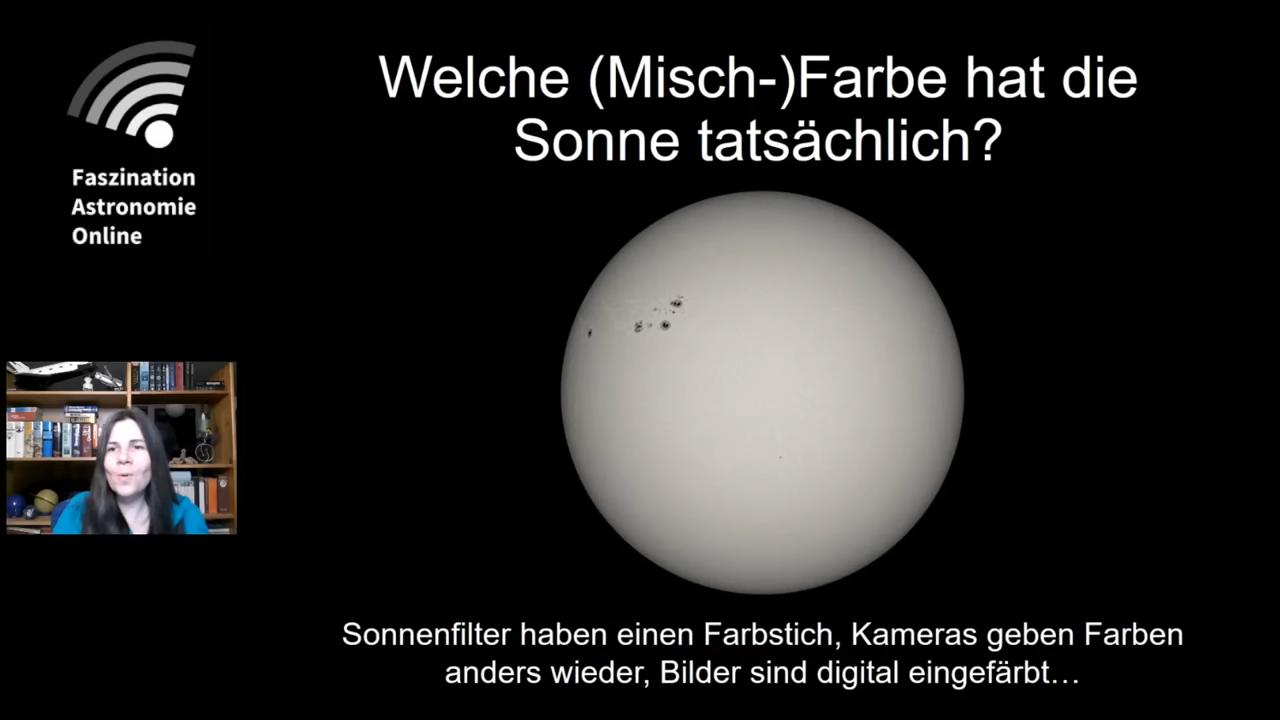 Welche (Misch-)Farbe hat die
Sonne tatsächlich?
Faszination
Astronomie
Online
Sonnenfilter haben einen Farbstich, Kameras geben Farben
anders wieder, Bilder sind digital eingefärbt…